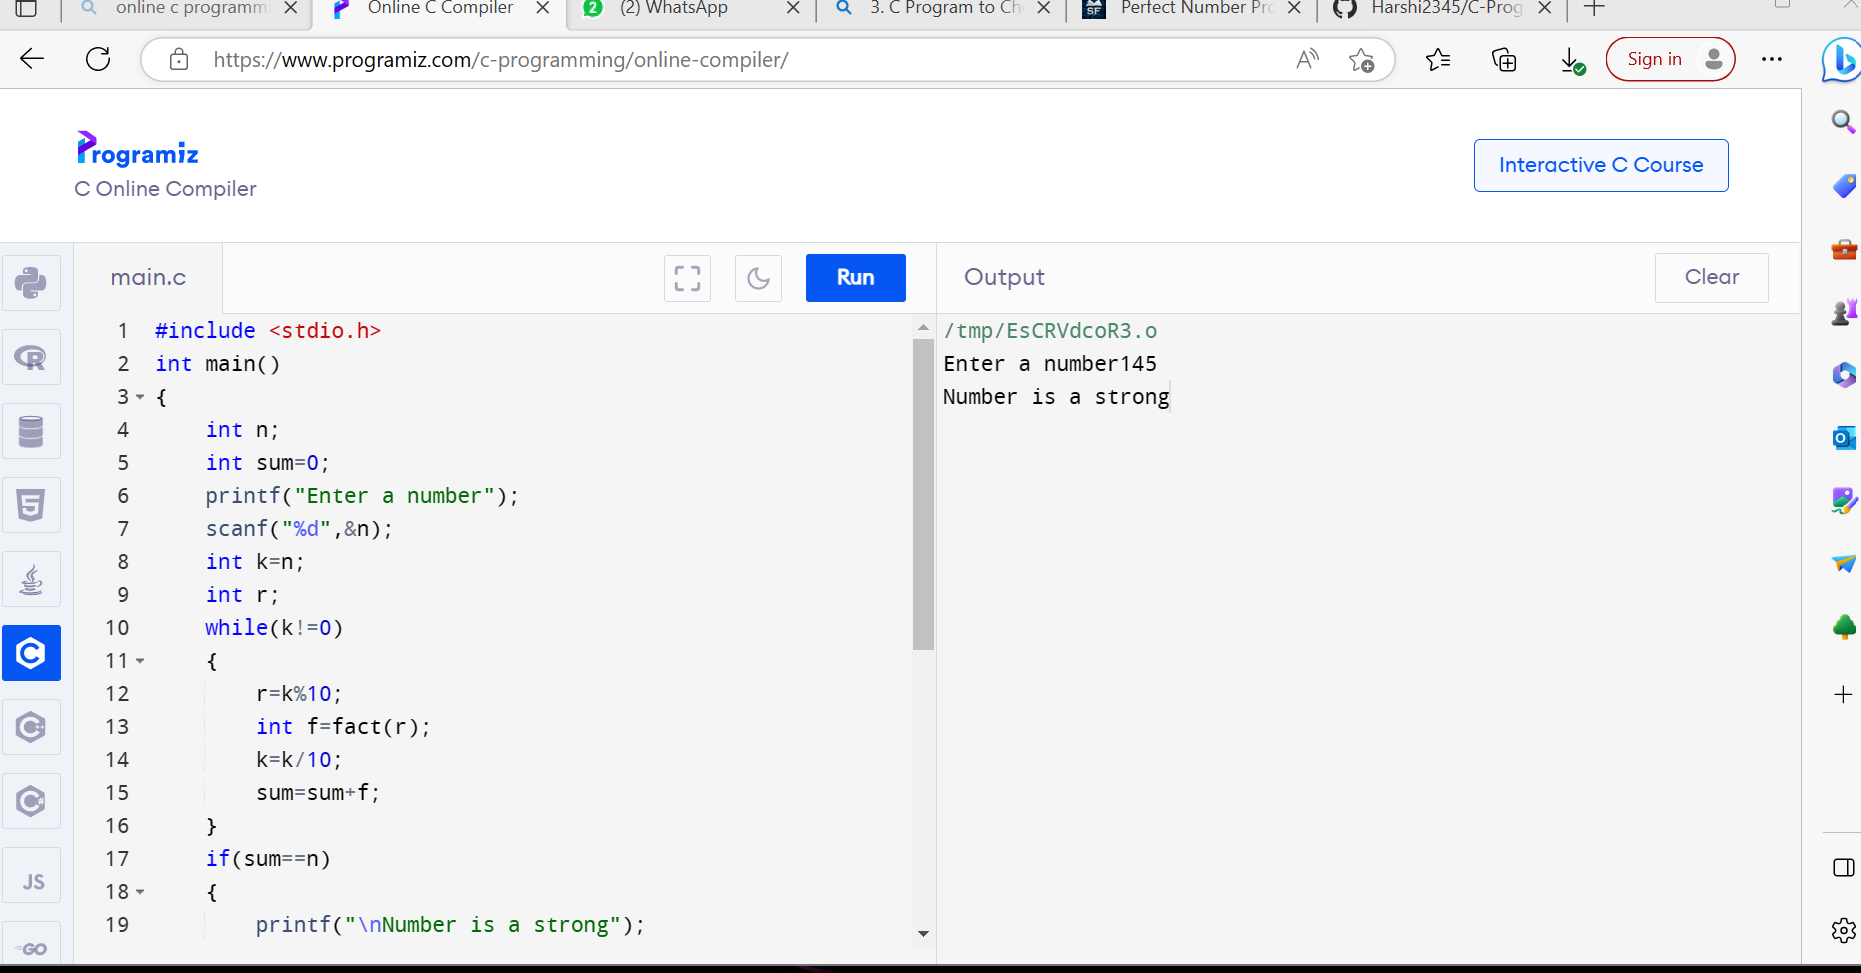 online c programmi
Online C Compiler
(2) WhatsApp
3. C Program to Ch
Perfect Number Pro
Harshi2345/C-Prog
https://www.programiz.com/c-programming/online-compiler/
Sign in
Programiz
C Online Compiler
Interactive C Course
main.c
Run
Output
Clear
1 #include <stdio.h>
2 int main()
3 {
4 int n;
5 int sum=0;
6 printf("Enter a number");
7 scanf("%d",&n);
8 int k=n;
9 int r;
10 while(k!=0)
11 {
12 r=k%10;
13 int f=fact(r);
14 k=k/10;
15 sum=sum+f;
16 }
17 if(sum==n)
18 {
19 printf("\nNumber is a strong");
/tmp/EsCRVdcoR3.o
Enter a number145
Number is a strong
JS
GO